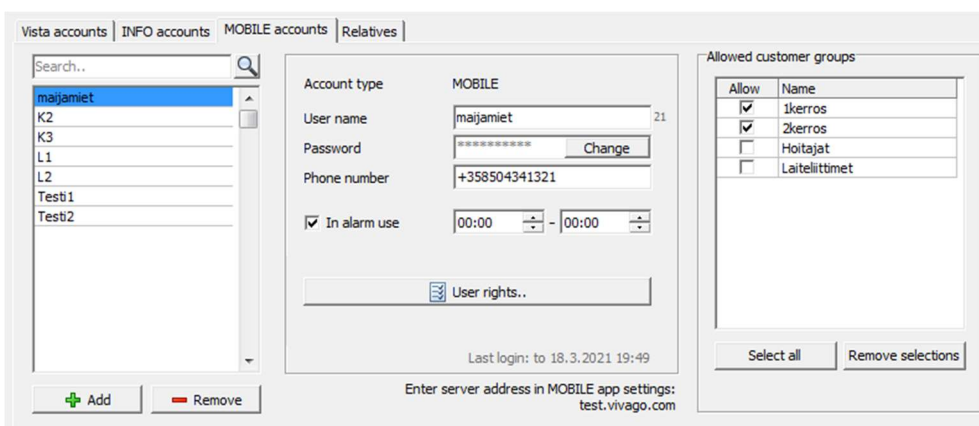 Vista accounts INFO accounts MOBILE accounts Relatives
Search..
maijamiet
K2
K3
L1
L2
Testi1
Testi2
Add Remove
Account type MOBILE
User name maijamiet 21
Password ********** Change
Phone number +358504341321
In alarm use 00:00 - 00:00
User rights..
Last login: to 18.3.2021 19:49
Enter server address in MOBILE app settings:
test.vivago.com
Allowed customer groups
Allow Name
1kerros
2kerros
Hoitajat
Laiteliittimet
Select all Remove selections